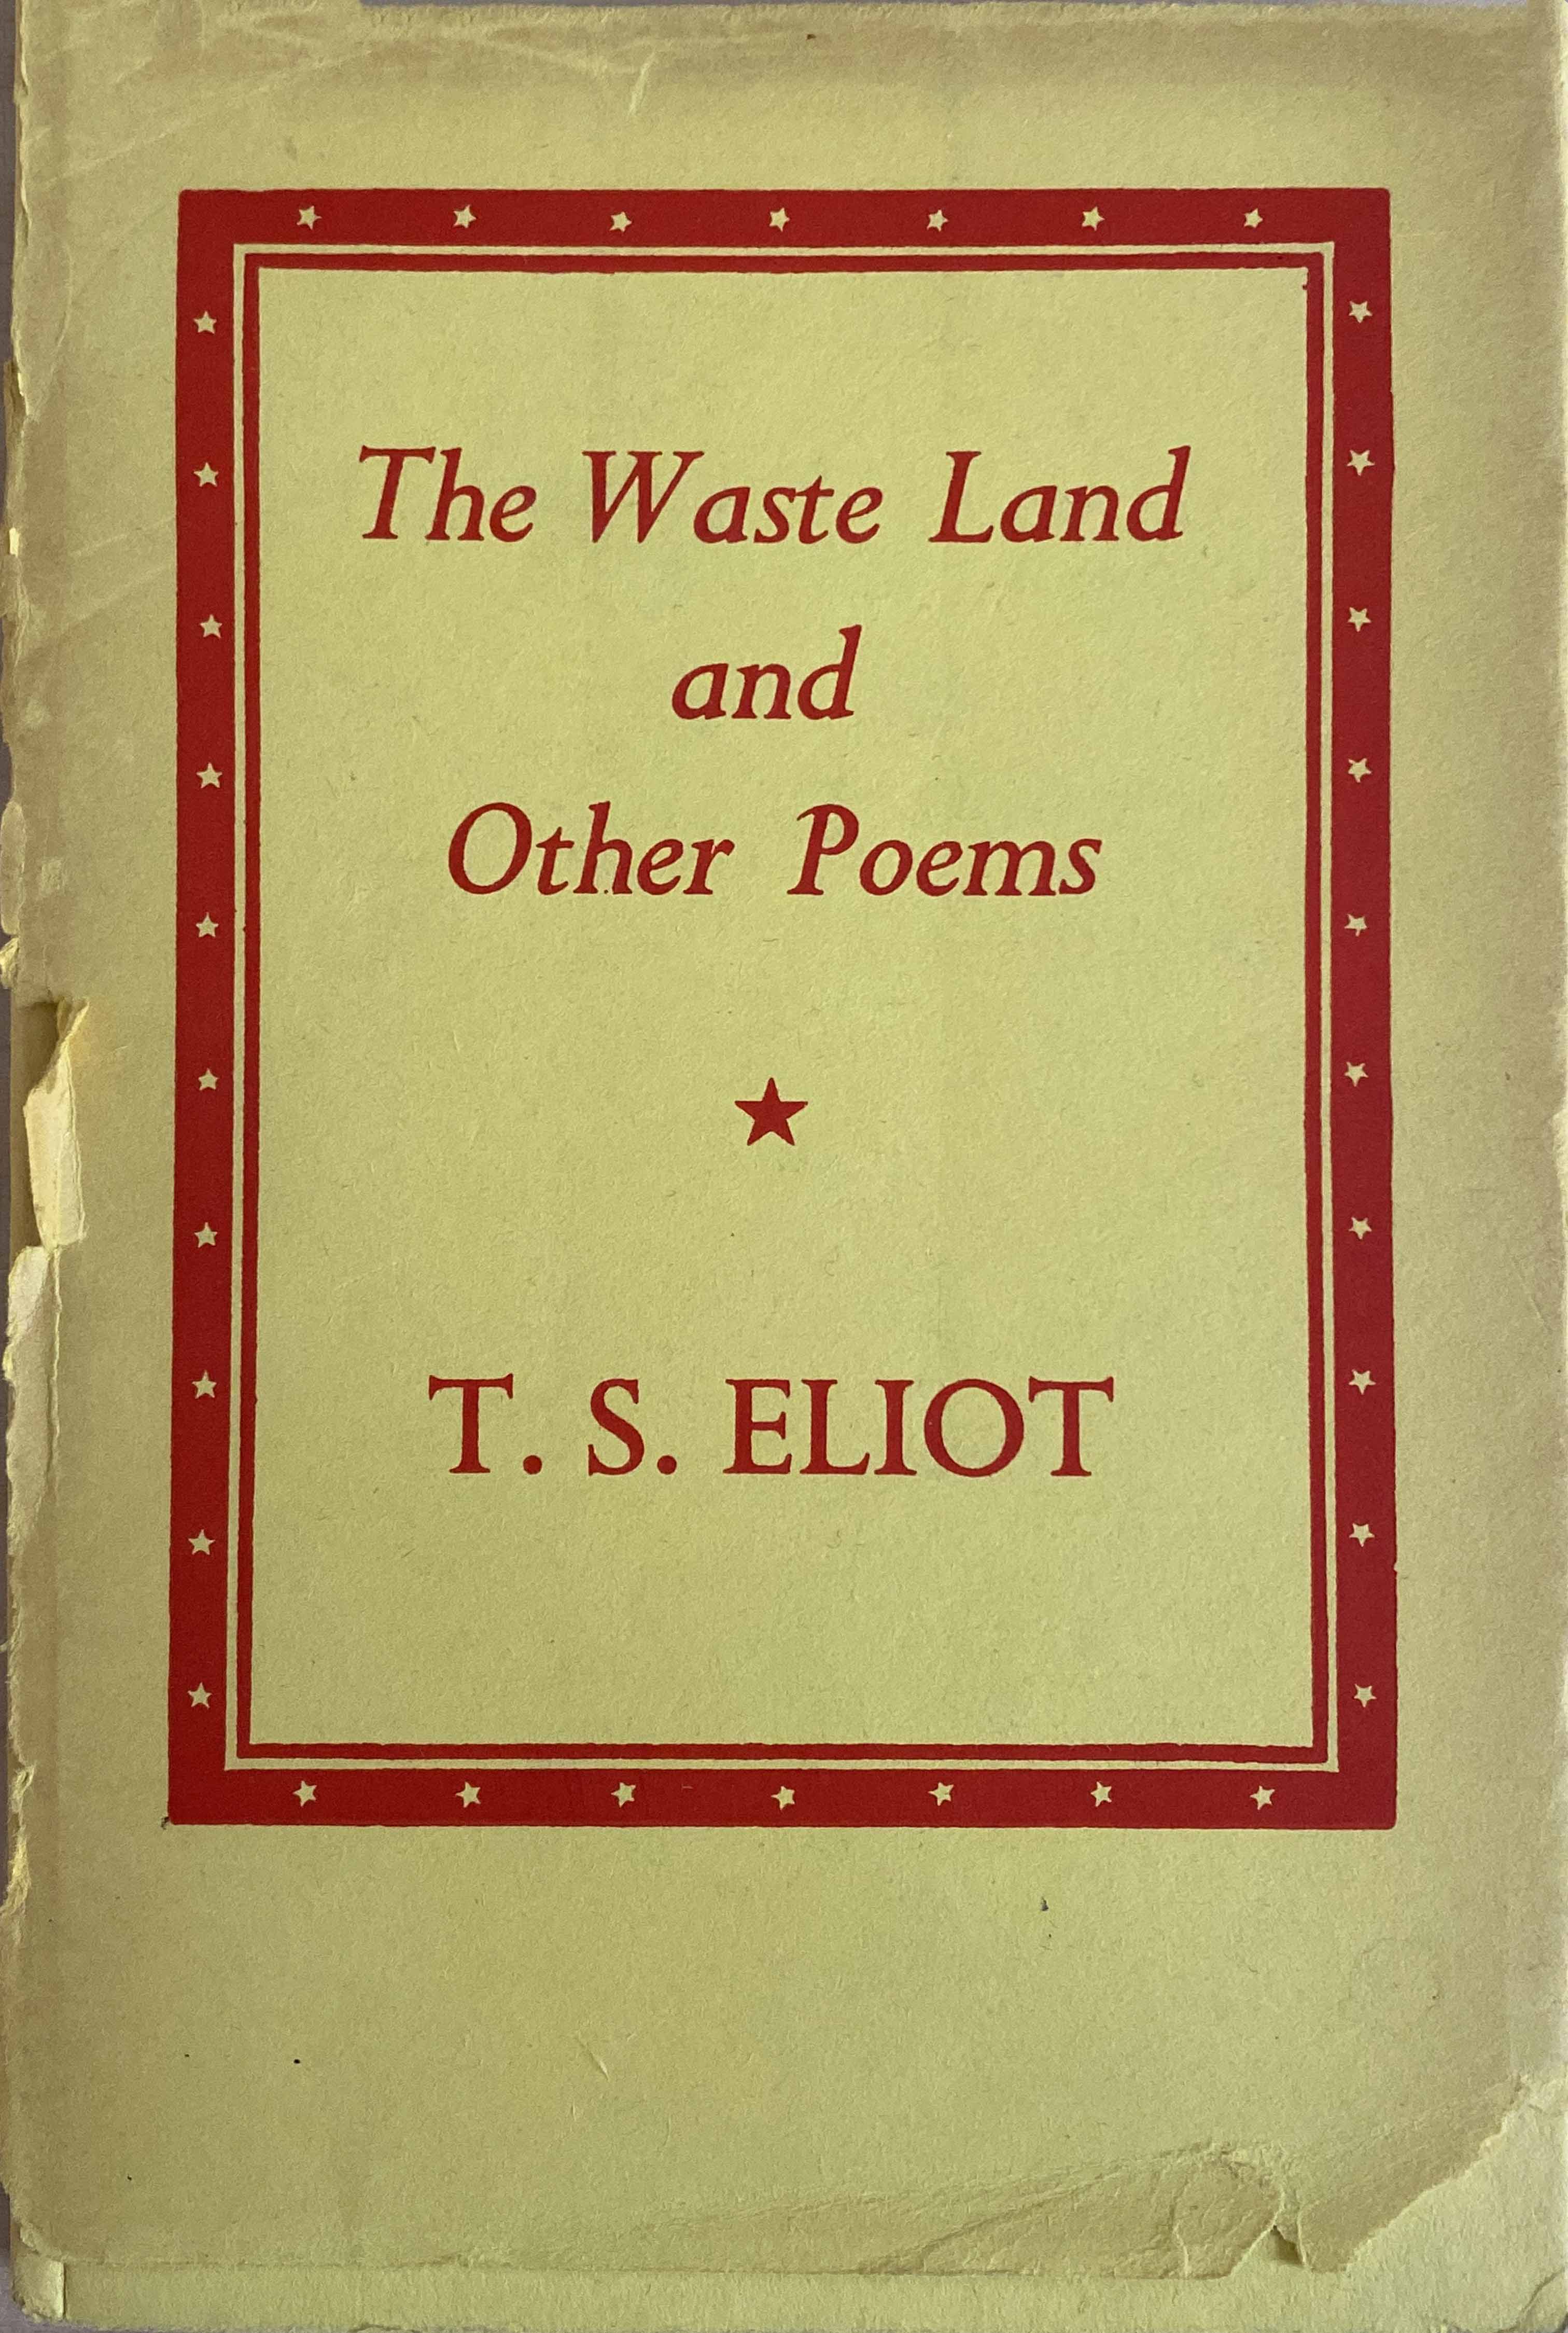 The Waste Land
and
Other Poems
T. S. ELIOT